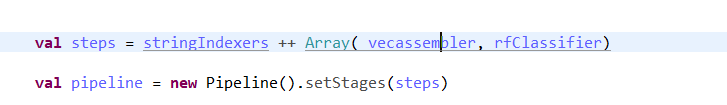 val steps = stringIndexers ++ Array( vecassembler, rfClassifier)
val pipeline = new Pipeline().setStages(steps)